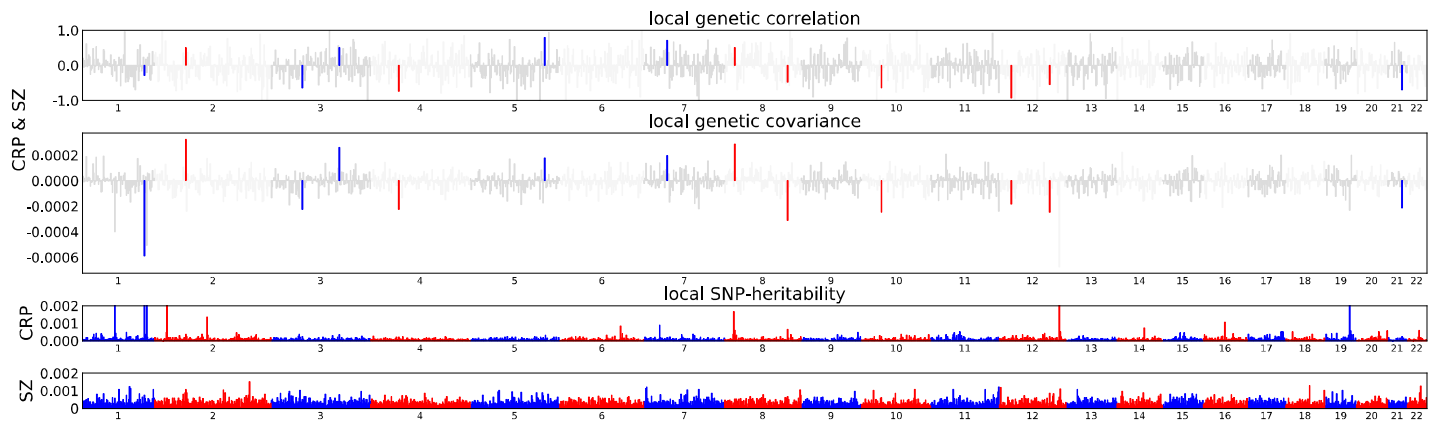 local genetic correlation
1.0
0.0
-1.0
1 2 3 4 5 6 7 8 9 10 11 12 13 14 15 16 17 18 19 20 21 22
CRP & SZ
local genetic covariance
0.0002
0.0000
-0.0002
-0.0004
-0.0006
1 2 3 4 5 6 7 8 9 10 11 12 13 14 15 16 17 18 19 20 21 22
local SNP-heritability
CRP
0.002
0.001
0.000
1 2 3 4 5 6 7 8 9 10 11 12 13 14 15 16 17 18 19 20 21 22
SZ
0.002
0.001
0
1 2 3 4 5 6 7 8 9 10 11 12 13 14 15 16 17 18 19 20 21 22